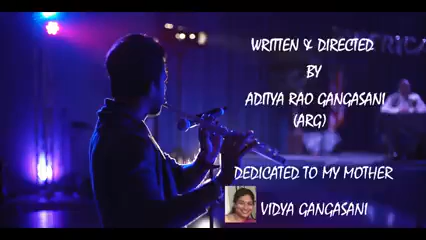 WRITTEN & DIRECTED
BY
ADITYA RAO GANGASANI
(ARG)
DEDICATED TO MY MOTHER
VIDYA GANGASANI